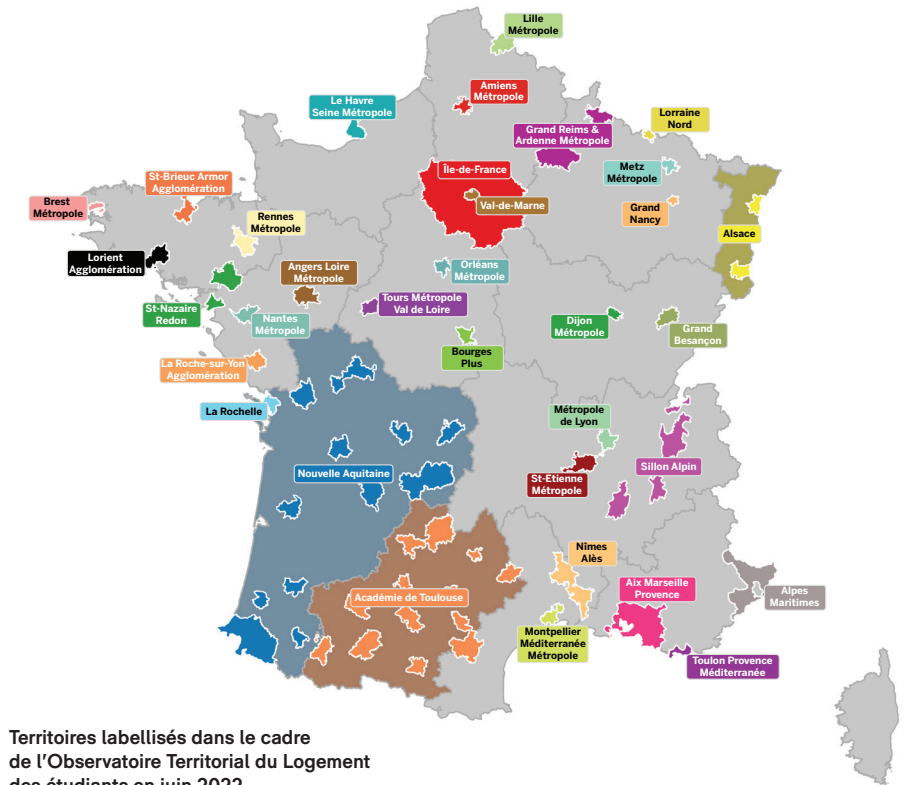 Lille
Métropole
Amiens
Métropole
Le Havre
Seine Métropole
Grand Reims &
Ardenne Métropole
Lorraine
Nord
Metz
Métropole
Île-de-France
Val-de-Marne
Grand
Nancy
Alsace
St-Brieuc Armor
Agglomération
Brest
Métropole
Rennes
Métropole
Lorient
Agglomération
Angers Loire
Métropole
Orléans
Métropole
St-Nazaire
Redon
Nantes
Métropole
Tours Métropole
Val de Loire
Bourges
Plus
Dijon
Métropole
Grand
Besançon
La Roche-sur-Yon
Agglomération
La Rochelle
Métropole
de Lyon
St-Etienne
Métropole
Sillon Alpin
Nouvelle Aquitaine
Nîmes
Alès
Académie de Toulouse
Aix Marseille
Provence
Alpes
Maritimes
Montpellier
Méditerranée
Métropole
Toulon Provence
Méditerranée
Territoires labellisés dans le cadre
de l'Observatoire Territorial du Logement
des étudiants en juin 2022